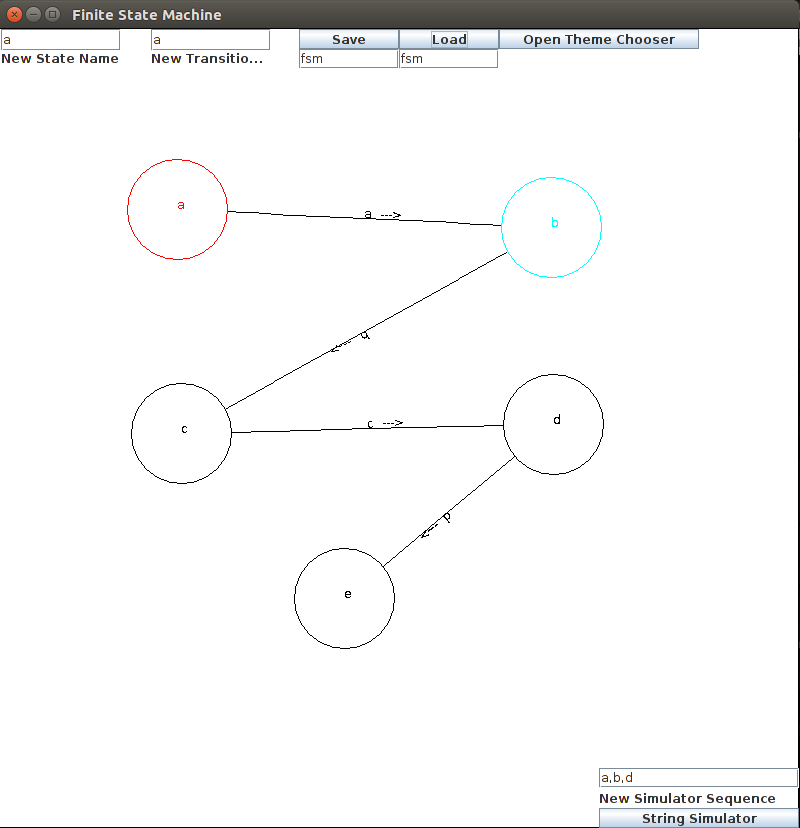 Finite State Machine
a
a
Save
Load
Open Theme Chooser
New State Name
New Transitio...
fsm
fsm
a
a --->
b
b --->
c
c --->
d
d --->
e
a,b,d
New Simulator Sequence
String Simulator